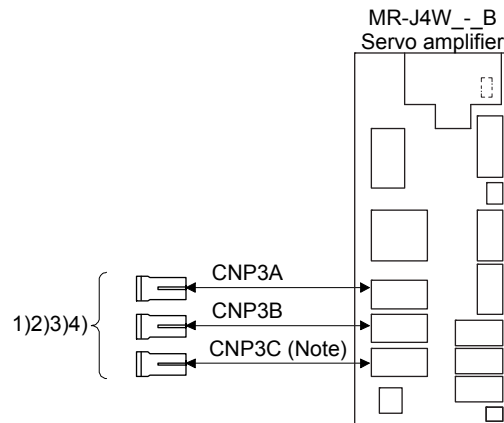 MR-J4W_-_B
Servo amplifier
CNP3A
1)2)3)4)
CNP3B
CNP3C (Note)